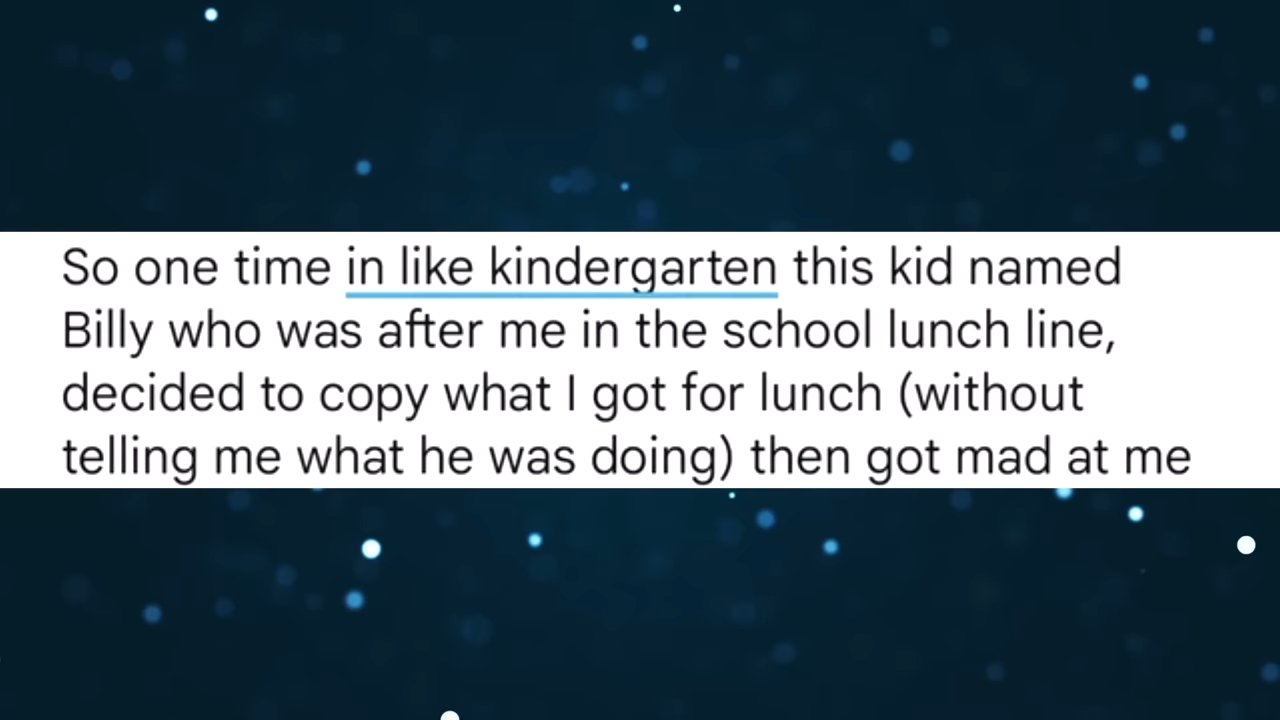 So one time in like kindergarten this kid named
Billy who was after me in the school lunch line,
decided to copy what I got for lunch (without
telling me what he was doing) then got mad at me